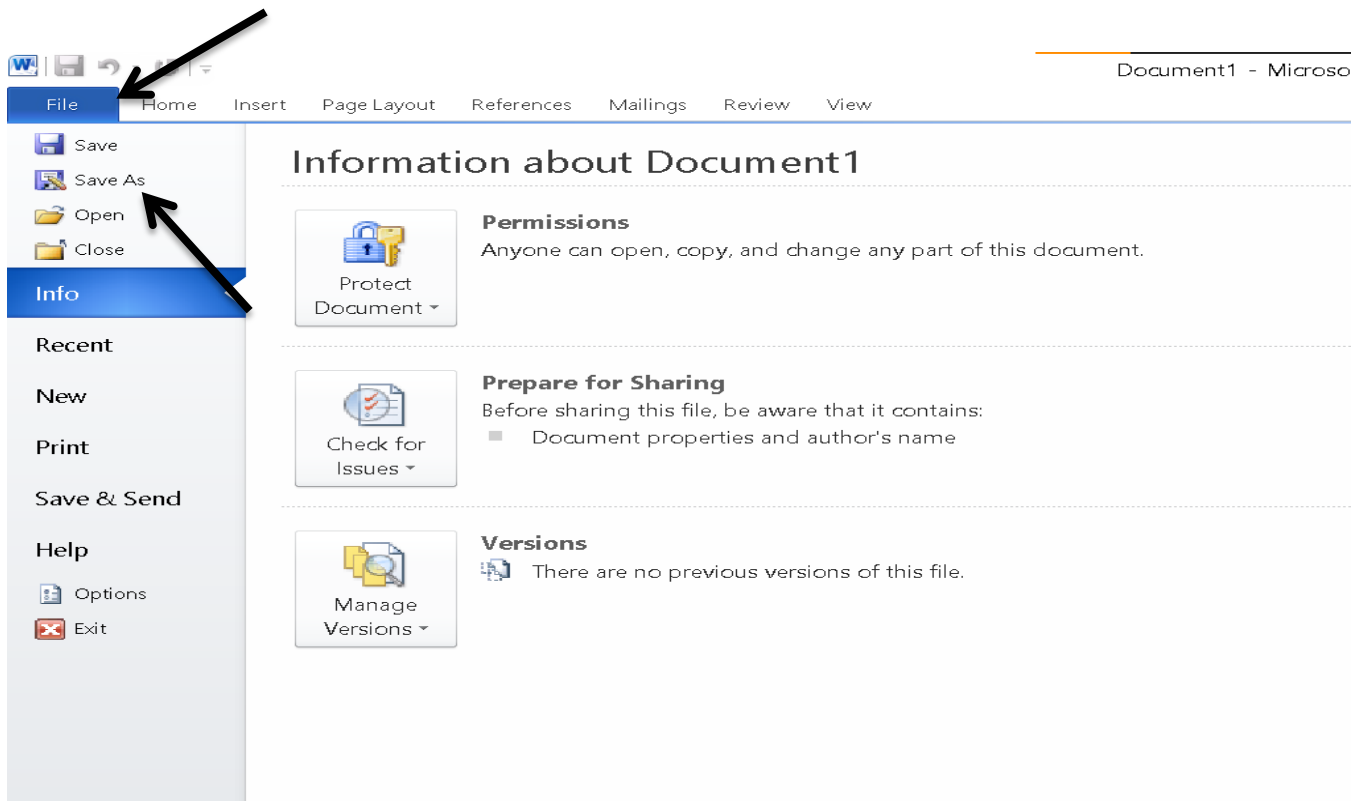 Document1 - Microso
File Home Insert Page Layout References Mailings Review View
Save
Save As
Open
Close
Info
Recent
New
Print
Save & Send
Help
Options
Exit
Information about Document1
Protect
Document
Permissions
Anyone can open, copy, and change any part of this document.
Check for
Issues
Prepare for Sharing
Before sharing this file, be aware that it contains:
Document properties and author's name
Manage
Versions
Versions
There are no previous versions of this file.